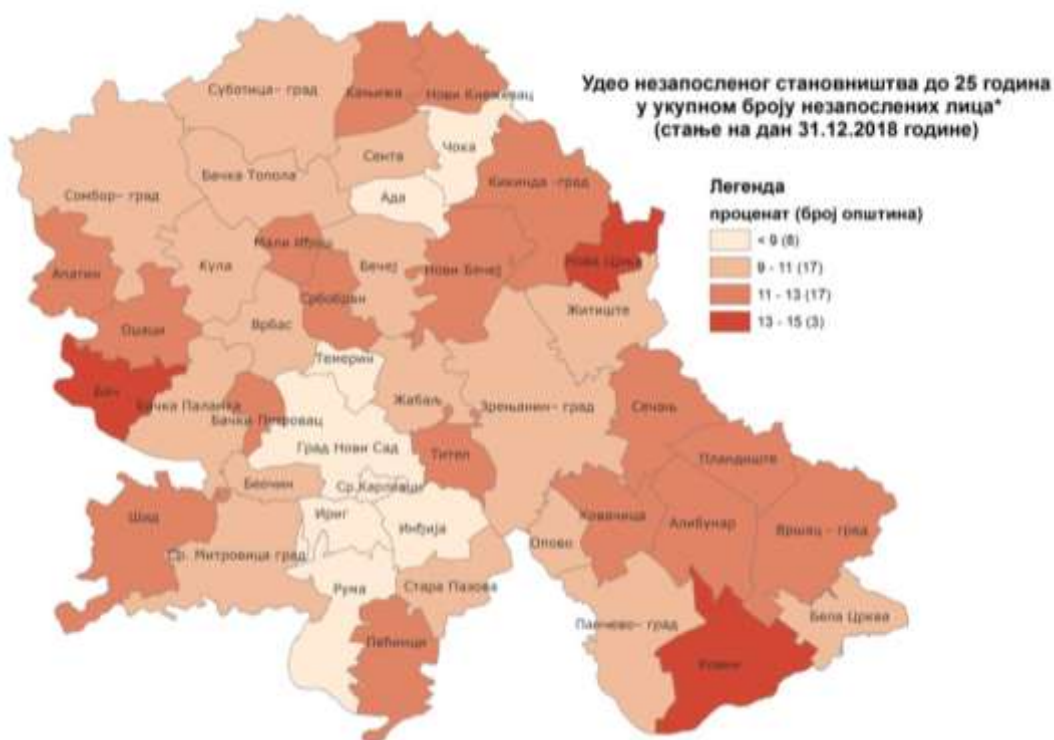 Удео незапосленог становништва до 25 година
у укупном броју незапослених лица*
(стање на дан 31.12.2018 године)
Легенда
проценат (број општина)
< 9 (8)
9 - 11 (17)
11 - 13 (17)
13 - 15 (3)
Суботица- град
Кањижа
Нови Кнежевац
Сента
Чока
Бачка Топола
Ада
Сомбор- град
Кикинда -град
Мали Иђош
Нова Црња
Апатин
Кула
Бечеј
Нови Бечеј
Србобран
Житиште
Оџаци
Врбас
Темерин
Бач
Бачка Паланка
Жабаљ
Зрењанин- град
Сечањ
Бачки Петровац
Град Нови Сад
Тител
Пландиште
Беочин
Ср.Карловци
Шид
Ириг
Инђија
Ковачица
Алибунар
Вршац - град
Опово
Ср. Митровица град
Рума
Стара Пазова
Панчево- град
Бела Црква
Пећинци
Ковин